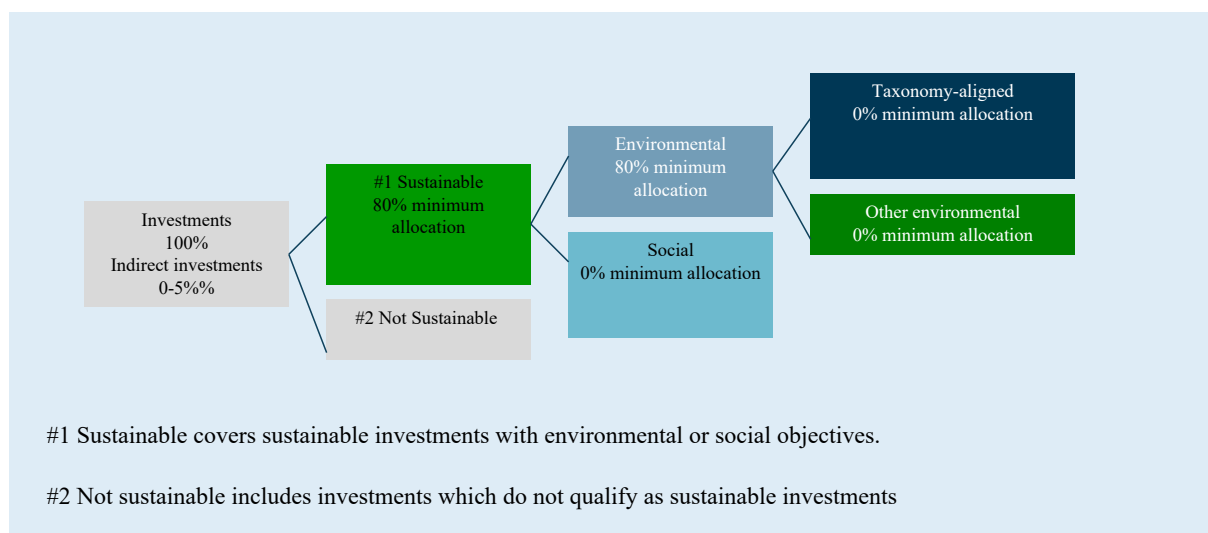 Investments
100%
Indirect investments
0-5%%
#1 Sustainable
80% minimum
allocation
#2 Not Sustainable
Environmental
80% minimum
allocation
Social
0% minimum allocation
Taxonomy-aligned
0% minimum allocation
Other environmental
0% minimum allocation
#1 Sustainable covers sustainable investments with environmental or social objectives.
#2 Not sustainable includes investments which do not qualify as sustainable investments